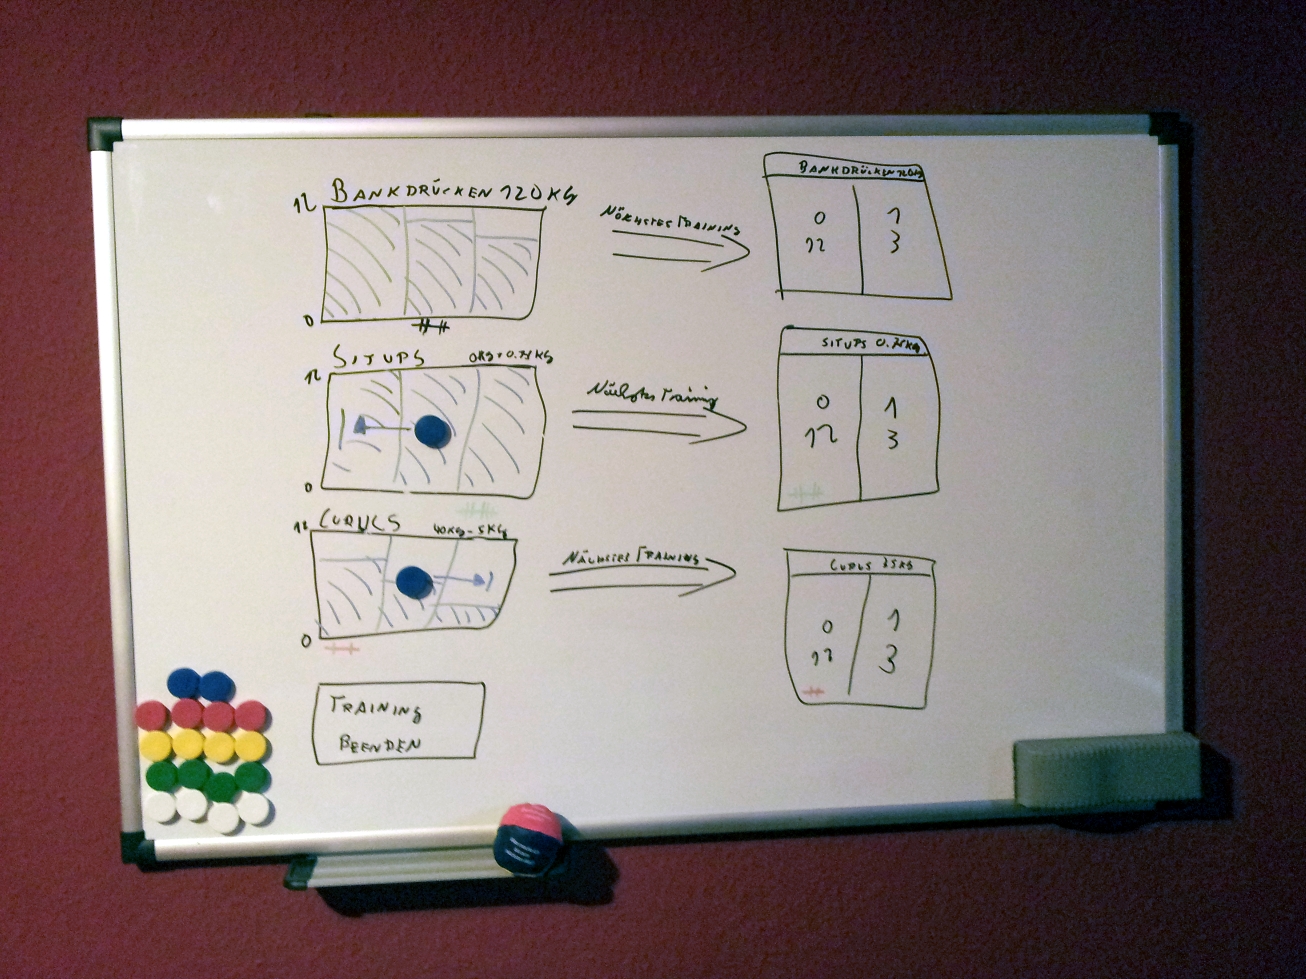 12 BANKDRÜCKEN 120KG
0
NÄCHSTES TRAINING
BANKDRÜCKEN 120KG
0 1
12 3
12 SITUPS 0KG + 0.75KG
0
Nächstes Training
SITUPS 0.75KG
0 1
12 3
12 CURLS 40KG - 5KG
0
NÄCHSTES TRAINING
CURLS 35KG
0 1
12 3
TRAINING
BEENDEN